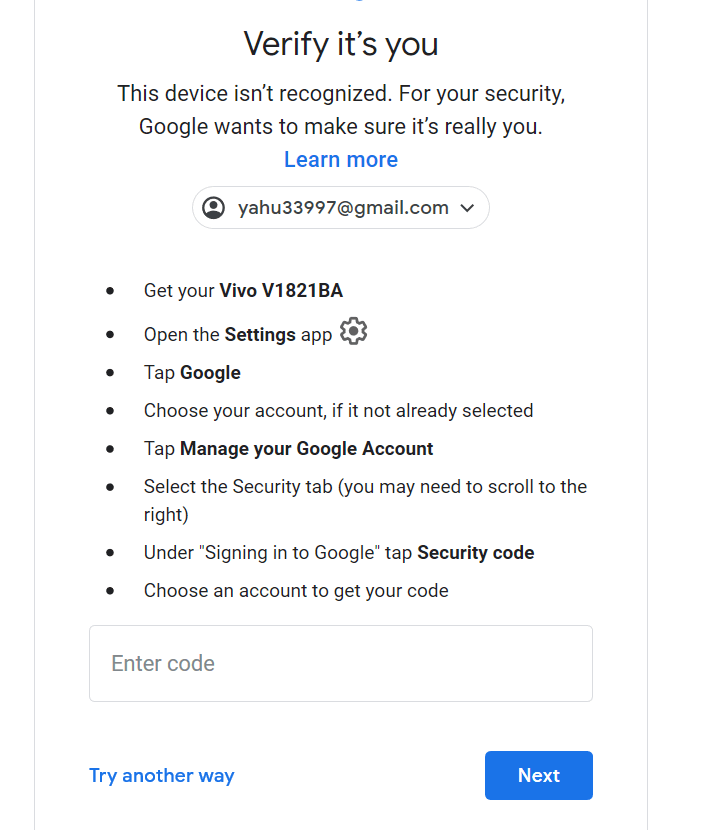 Verify it's you
This device isn't recognized. For your security,
Google wants to make sure it's really you.
Learn more
yahu33997@gmail.com
• Get your Vivo V1821BA
• Open the Settings app
• Tap Google
• Choose your account, if it not already selected
• Tap Manage your Google Account
• Select the Security tab (you may need to scroll to the
right)
• Under "Signing in to Google" tap Security code
• Choose an account to get your code
Enter code
Try another way
Next